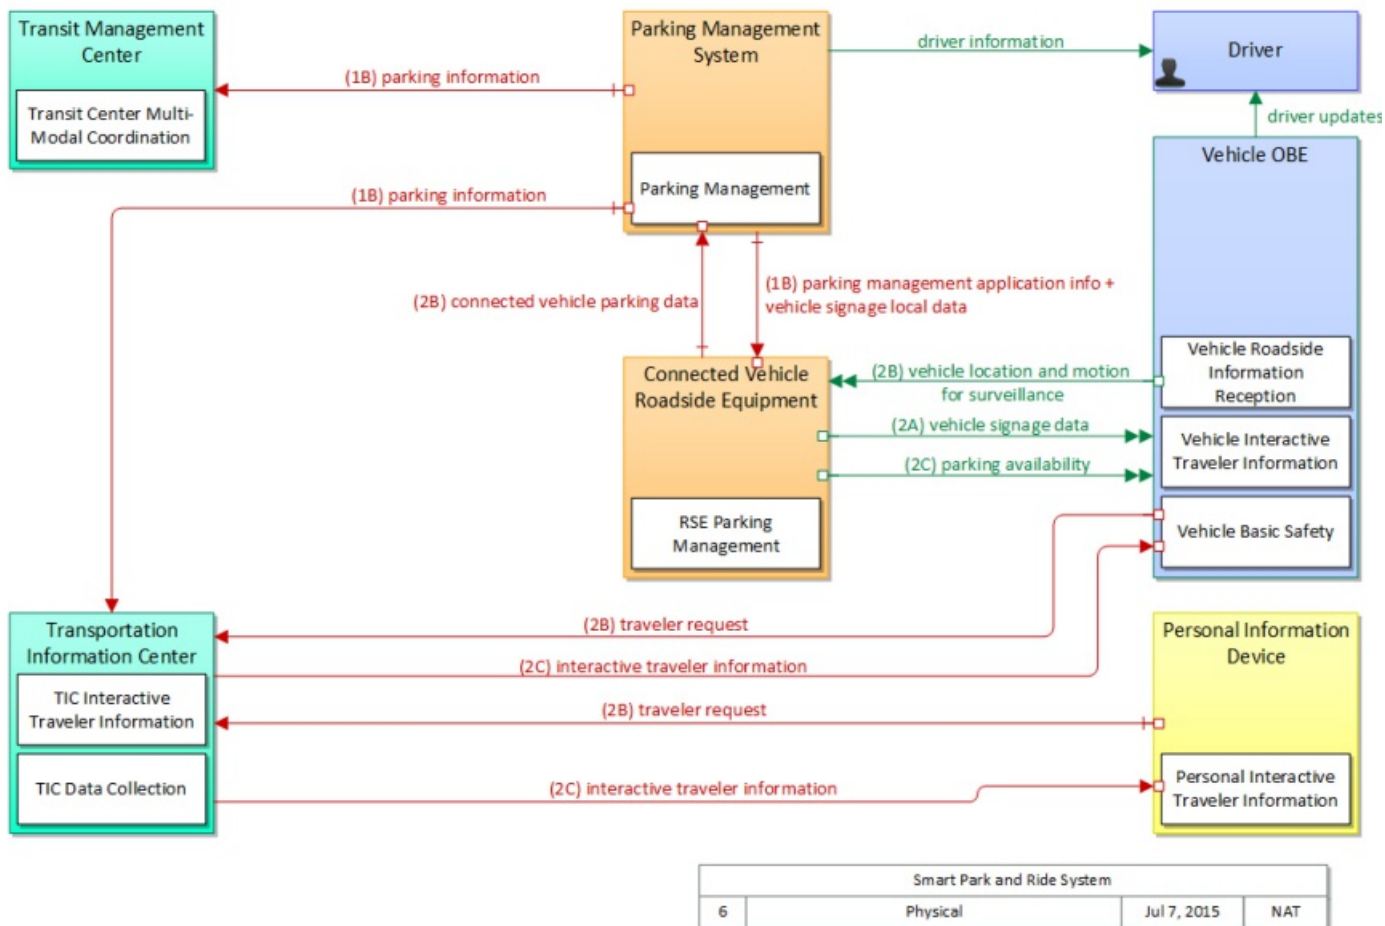 Transit Management
Center
Transit Center Multi-
Modal Coordination
(1B) parking information
Parking Management
System
Parking Management
driver information
Driver
driver updates
Vehicle OBE
(1B) parking information
(2B) connected vehicle parking data
(1B) parking management application info +
vehicle signage local data
Connected Vehicle
Roadside Equipment
RSE Parking
Management
(2B) vehicle location and motion
for surveillance
(2A) vehicle signage data
(2C) parking availability
Vehicle Roadside
Information
Reception
Vehicle Interactive
Traveler Information
Vehicle Basic Safety
Transportation
Information Center
TIC Interactive
Traveler Information
TIC Data Collection
(2B) traveler request
(2C) interactive traveler information
(2B) traveler request
(2C) interactive traveler information
Personal Information
Device
Personal Interactive
Traveler Information
Smart Park and Ride System
6 Physical Jul 7, 2015 NAT